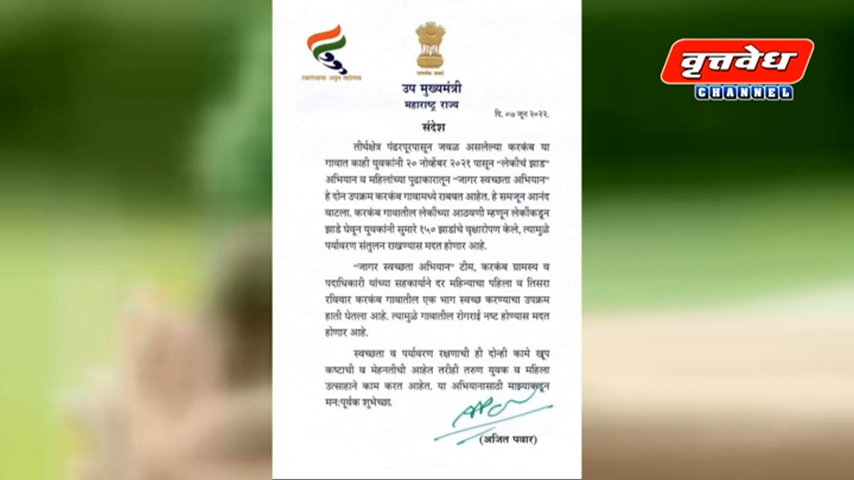 वृत्तवेध
CHANNEL
उप मुख्यमंत्री
महाराष्ट्र राज्य
दि. ०७ जून २०२२.
संदेश
तीर्थक्षेत्र पंढरपूरपासून जवळ असलेल्या करकंब या
गावात काही युवकांनी २० नोव्हेंबर २०२१ पासून "लेकीचं झाड"
अभियान व महिलांच्या पुढाकारातून "जागर स्वच्छता अभियान"
हे दोन उपक्रम करकंब गावामध्ये राबवत आहेत. हे समजून आनंद
वाटला. करकंब गावातील लेकींच्या आठवणी म्हणून लेकींकडून
झाडे घेवून युवकांनी सुमारे १५० झाडांचे वृक्षारोपण केले, त्यामुळे
पर्यावरण संतुलन राखण्यास मदत होणार आहे.
"जागर स्वच्छता अभियान" टीम, करकंब ग्रामस्थ व
पदाधिकारी यांच्या सहकार्याने दर महिन्याचा पहिला व तिसरा
रविवार करकंब गावातील एक भाग स्वच्छ करण्याचा उपक्रम
हाती घेतला आहे. त्यामुळे गावातील रोगराई नष्ट होण्यास मदत
होणार आहे.
स्वच्छता व पर्यावरण रक्षणाची ही दोन्ही कामे खूप
कष्टाची व मेहनतीची आहेत तरीही तरुण युवक व महिला
उत्साहाने काम करत आहेत. या अभियानासाठी माझ्याकडून
मन:पूर्वक शुभेच्छा.
(अजित पवार)